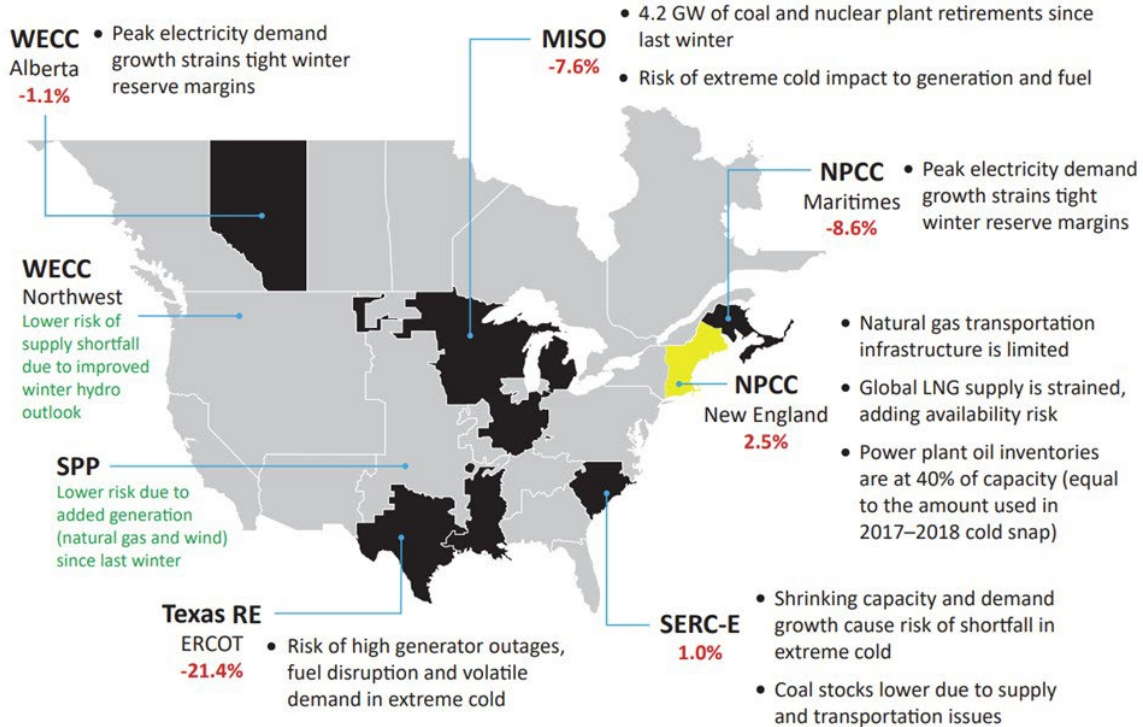 WECC
Alberta
-1.1%
• Peak electricity demand
growth strains tight winter
reserve margins
MISO
-7.6%
• 4.2 GW of coal and nuclear plant retirements since
last winter
• Risk of extreme cold impact to generation and fuel
NPCC
Maritimes
-8.6%
• Peak electricity demand
growth strains tight
winter reserve margins
WECC
Northwest
Lower risk of
supply shortfall
due to improved
winter hydro
outlook
NPCC
New England
2.5%
• Natural gas transportation
infrastructure is limited
• Global LNG supply is strained,
adding availability risk
• Power plant oil inventories
are at 40% of capacity (equal
to the amount used in
2017–2018 cold snap)
SPP
Lower risk due to
added generation
(natural gas and wind)
since last winter
Texas RE
ERCOT
-21.4%
• Risk of high generator outages,
fuel disruption and volatile
demand in extreme cold
SERC-E
1.0%
• Shrinking capacity and demand
growth cause risk of shortfall in
extreme cold
• Coal stocks lower due to supply
and transportation issues